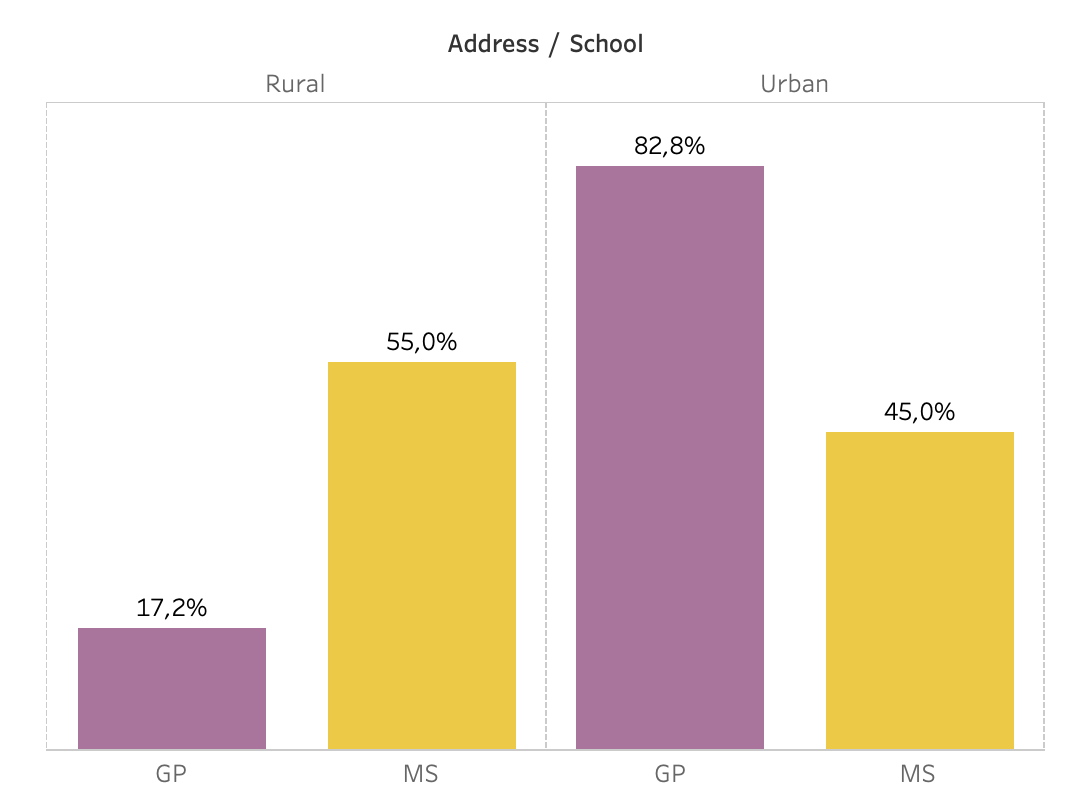 Address / School
Rural Urban
82,8%
55,0%
45,0%
17,2%
GP MS GP MS